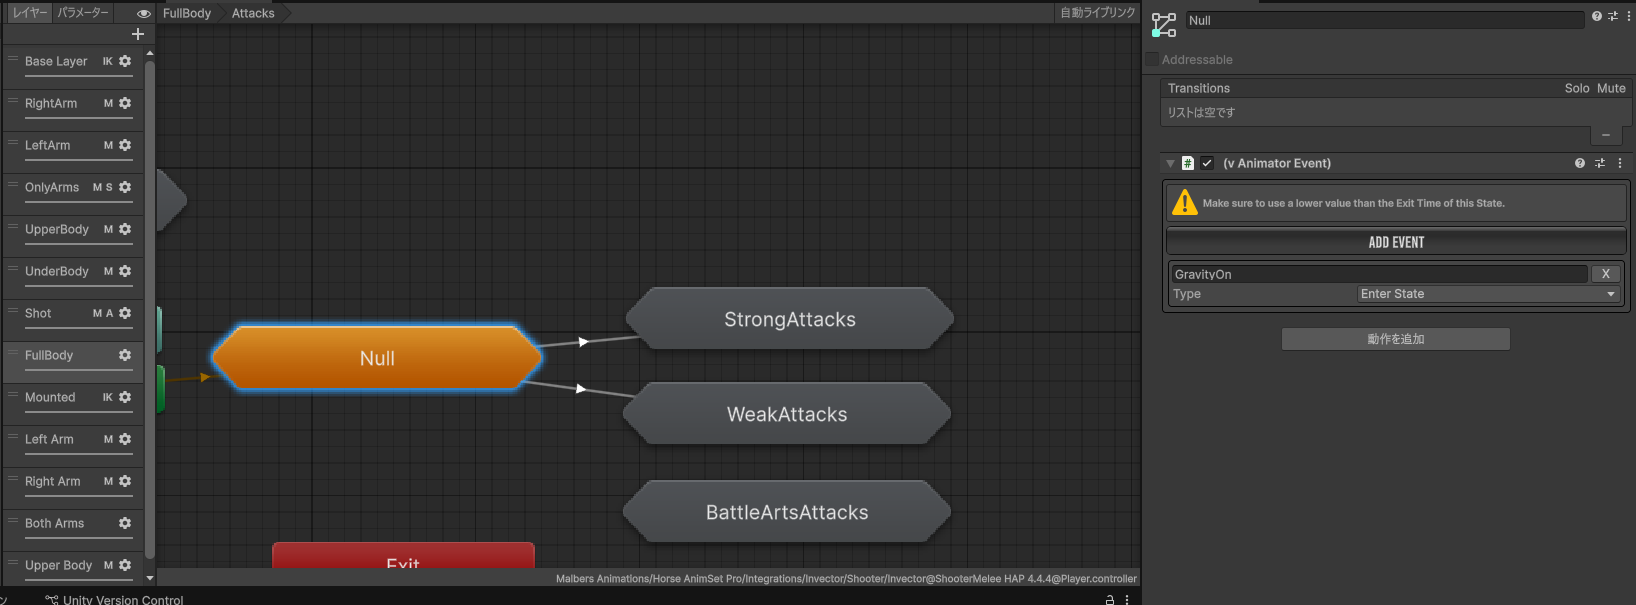 レイヤー パラメーター
FullBody Attacks 自動ライブリンク
Base Layer IK
RightArm M
LeftArm M
OnlyArms M S
UpperBody M
UnderBody M
Shot M A
FullBody
Mounted IK
Left Arm M
Right Arm M
Both Arms
Upper Body M
Null
StrongAttacks
WeakAttacks
BattleArtsAttacks
Exit
Malbers Animations/Horse AnimSet Pro/Integrations/Invector/Shooter/Invector@ShooterMelee HAP 4.4.4@Player.controller
Unity Version Control
Null
Addressable
Transitions Solo Mute
リストは空です
(v Animator Event)
Make sure to use a lower value than the Exit Time of this State.
ADD EVENT
GravityOn X
Type Enter State
動作を追加